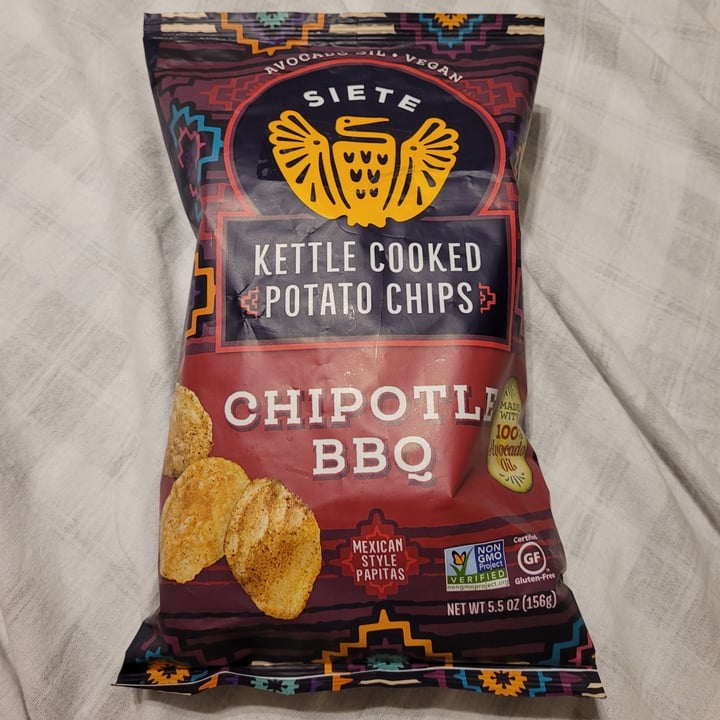 AVOCADO OIL • VEGAN
SIETE
KETTLE COOKED
POTATO CHIPS
CHIPOTLE
BBQ
MADE
WITH
100%
Avocado
Oil
MEXICAN
STYLE
PAPITAS
NON
GMO
Project
VERIFIED
nongmoproject.org
Certified
GF
Gluten-Free
NET WT 5.5 OZ (156g)